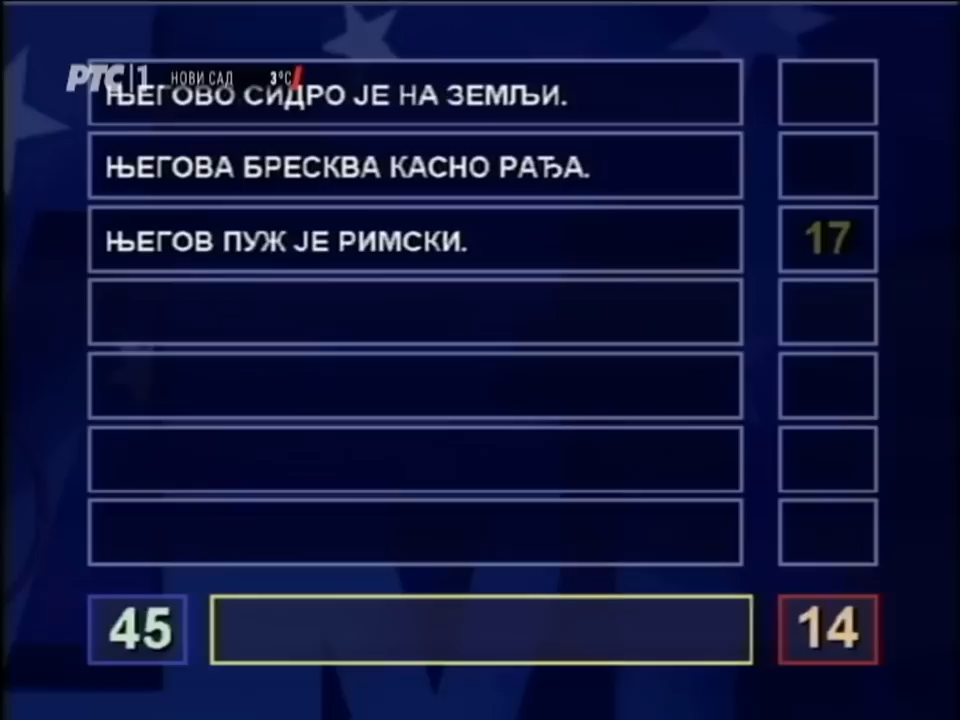 РТС 1 НОВИ САД 3°C
ЊЕГОВО СИДРО ЈЕ НА ЗЕМЉИ.
ЊЕГОВА БРЕСКВА КАСНО РАЂА.
ЊЕГОВ ПУЖ ЈЕ РИМСКИ. 17
45 14